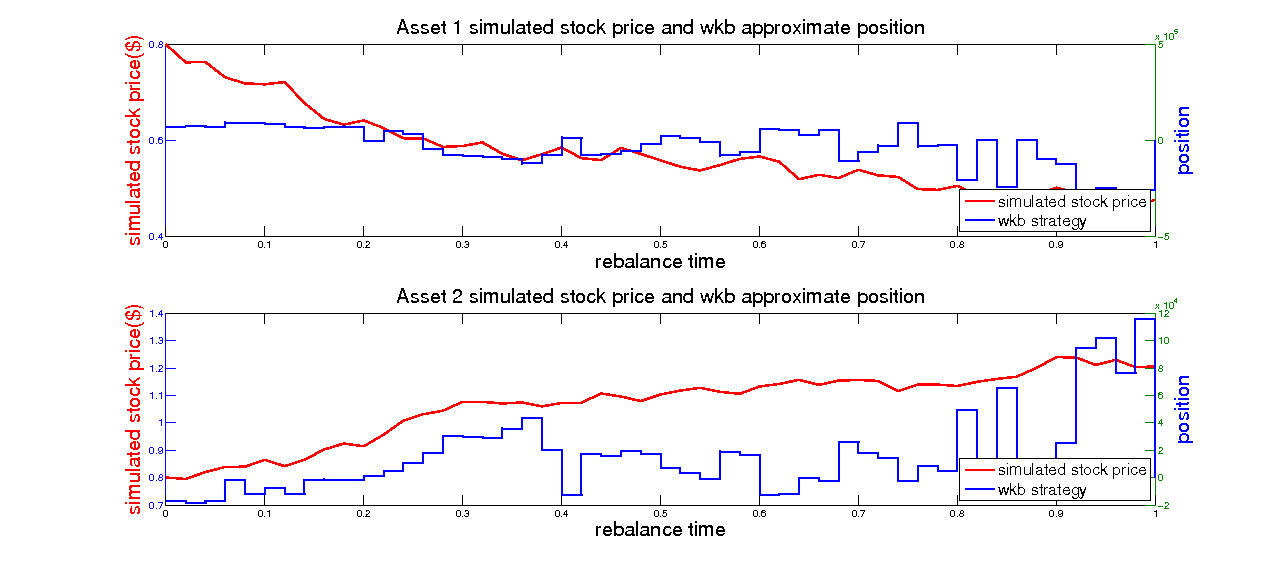 Asset 1 simulated stock price and wkb approximate position
x 10^5
simulated stock price($)
0.8
0.6
0.4
5
0
-5
position
simulated stock price
wkb strategy
0 0.1 0.2 0.3 0.4 0.5 0.6 0.7 0.8 0.9 1
rebalance time
Asset 2 simulated stock price and wkb approximate position
x 10^4
simulated stock price($)
1.4
1.3
1.2
1.1
1
0.9
0.8
0.7
12
10
8
6
4
2
0
-2
position
simulated stock price
wkb strategy
0 0.1 0.2 0.3 0.4 0.5 0.6 0.7 0.8 0.9 1
rebalance time